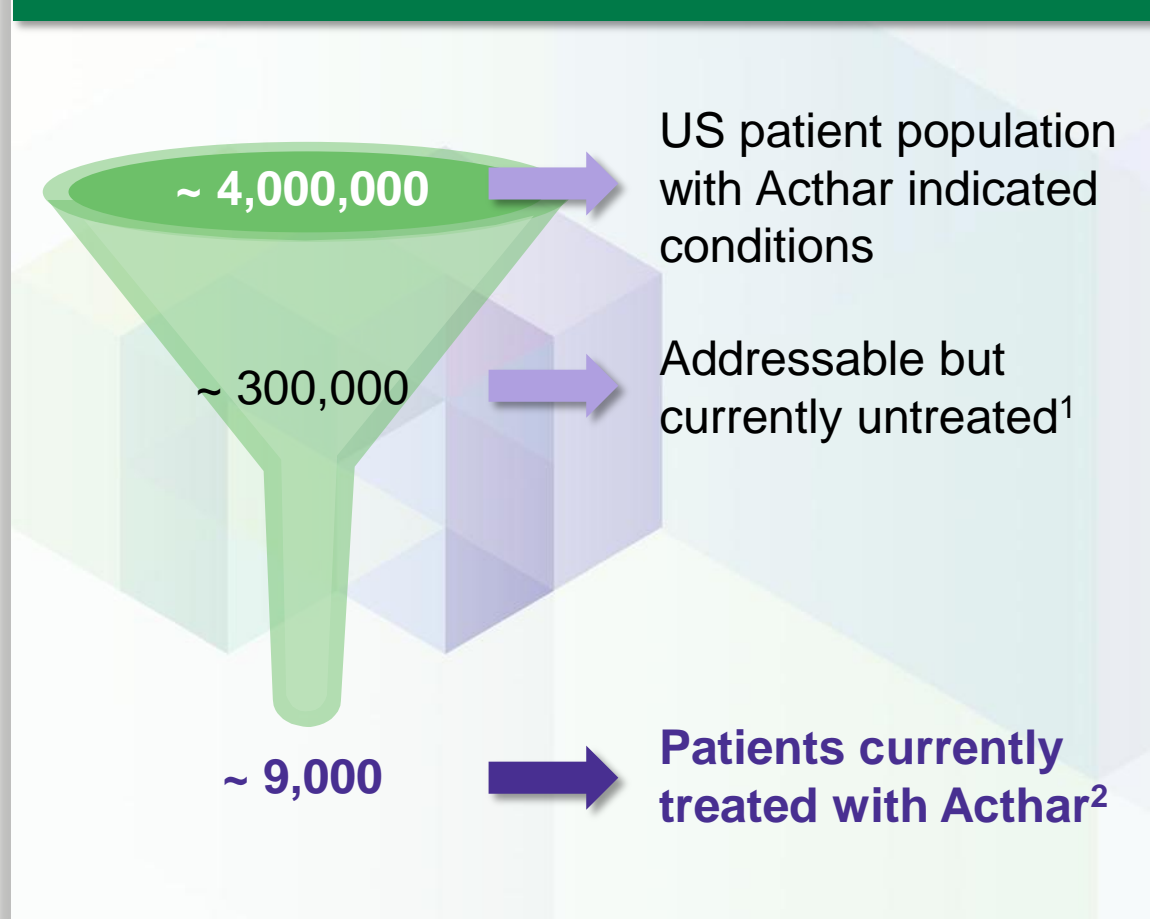 ~ 4,000,000
US patient population
with Acthar indicated
conditions
~ 300,000
Addressable but
currently untreated¹
~ 9,000
Patients currently
treated with Acthar²